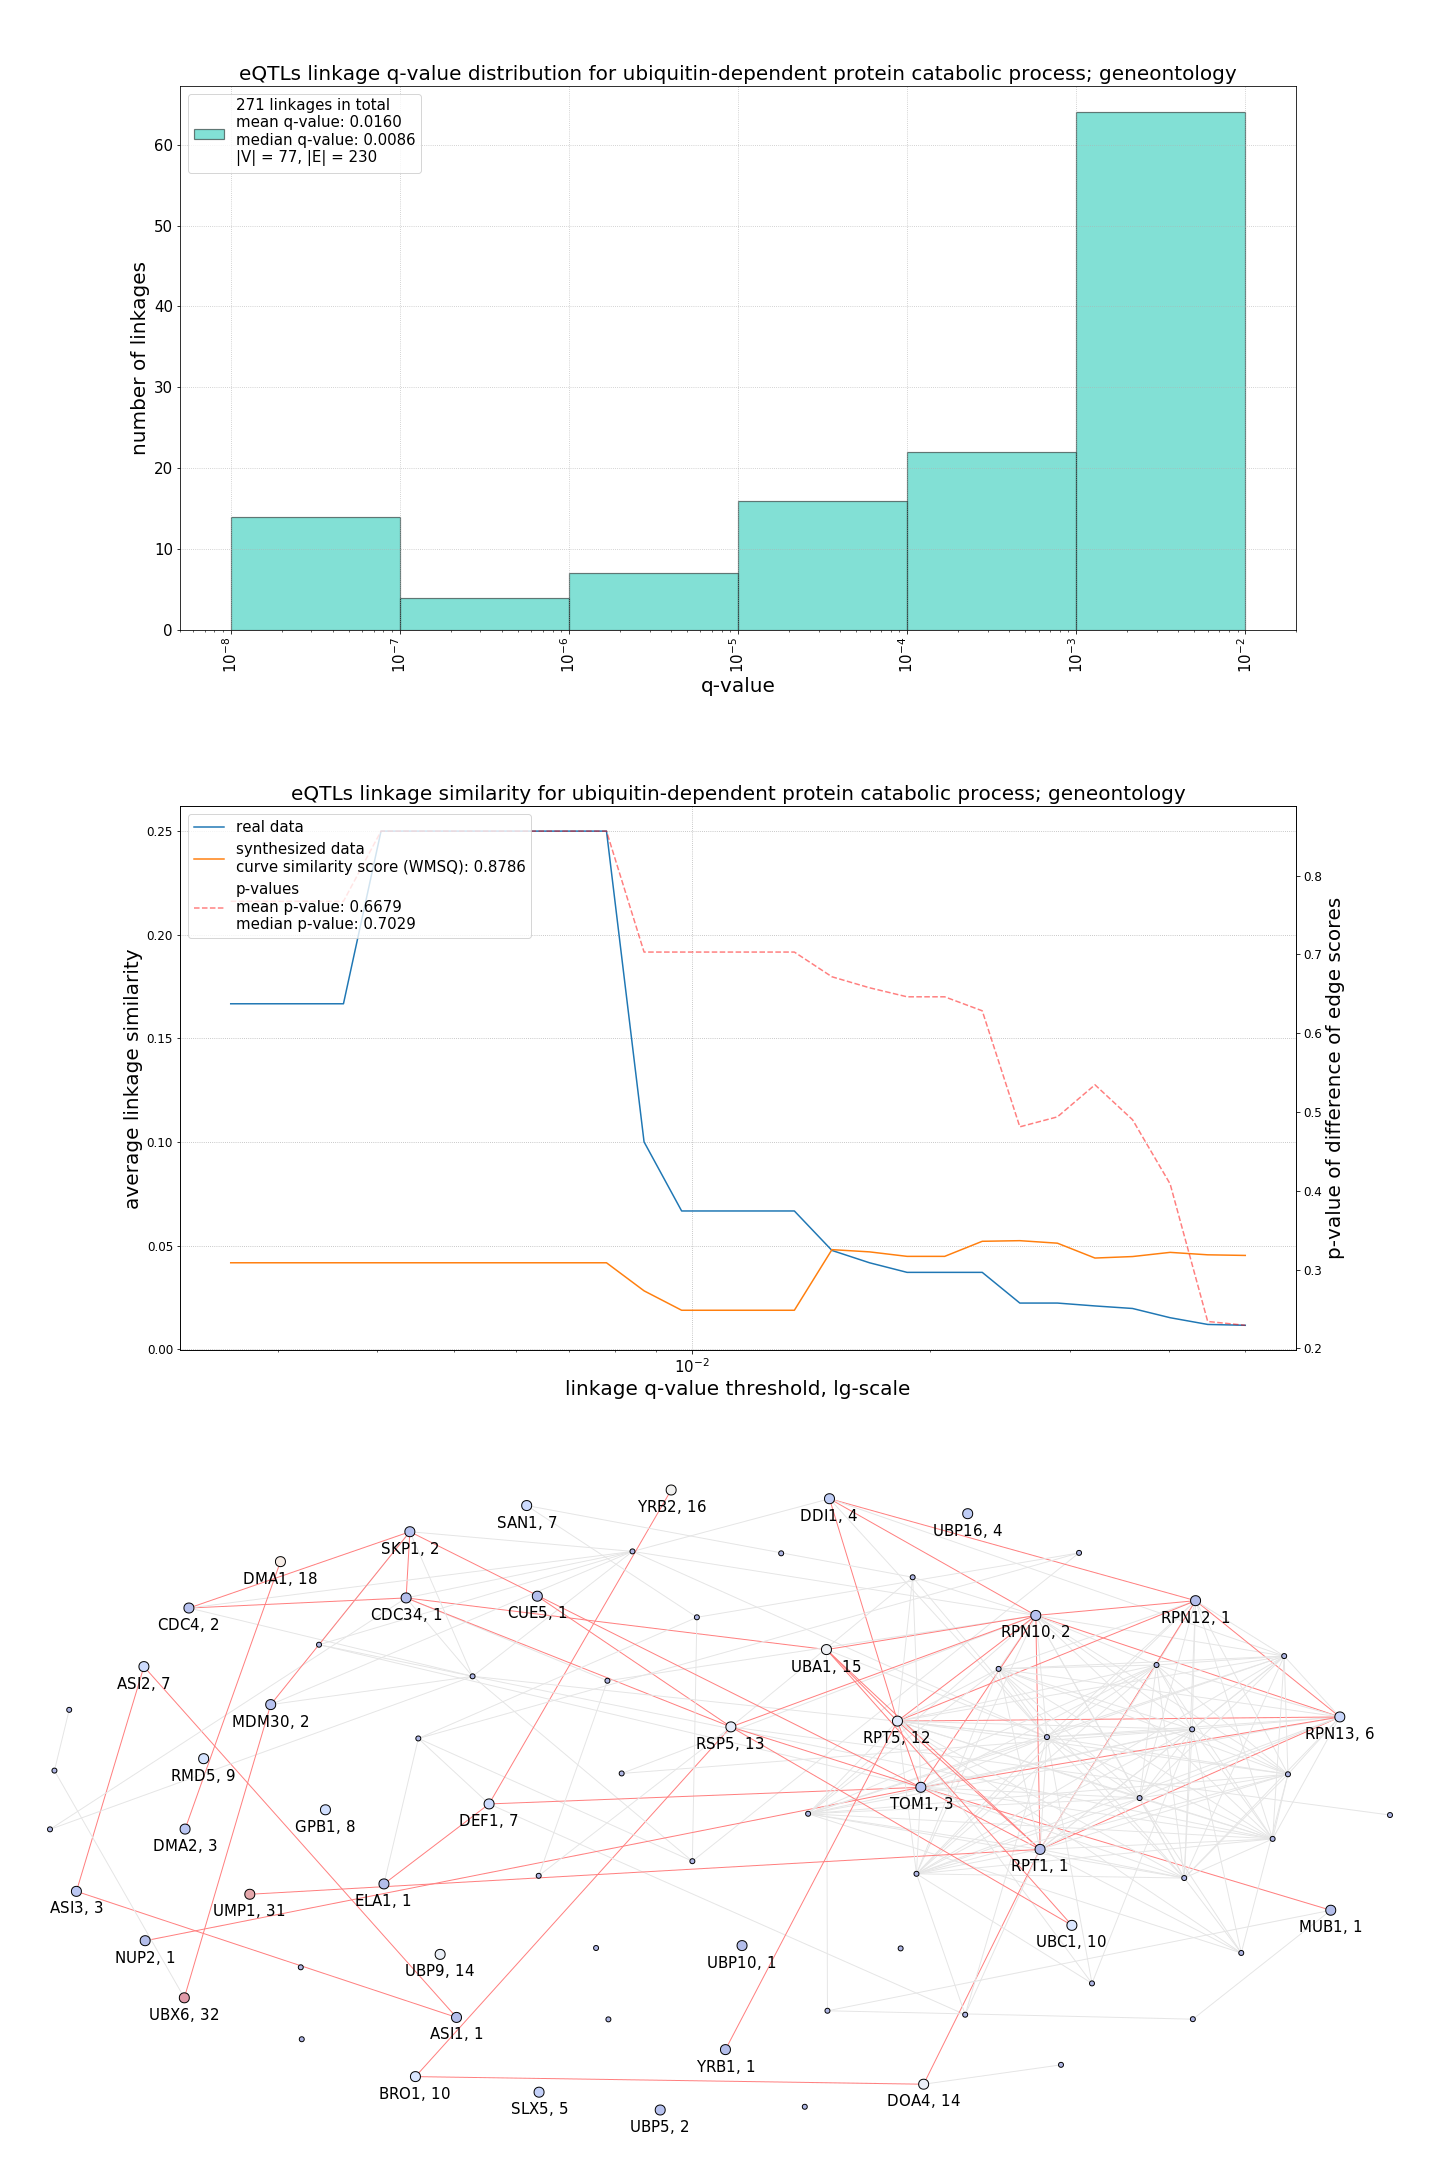 eQTLs linkage q-value distribution for ubiquitin-dependent protein catabolic process; geneontology
271 linkages in total
mean q-value: 0.0160
median q-value: 0.0086
|V| = 77, |E| = 230
number of linkages
60
50
40
30
20
10
0
10⁻⁸ 10⁻⁷ 10⁻⁶ 10⁻⁵ 10⁻⁴ 10⁻³ 10⁻²
q-value
eQTLs linkage similarity for ubiquitin-dependent protein catabolic process; geneontology
real data
synthesized data
curve similarity score (WMSQ): 0.8786
p-values
mean p-value: 0.6679
median p-value: 0.7029
average linkage similarity
0.25
0.20
0.15
0.10
0.05
0.00
0.8
0.7
0.6
0.5
0.4
0.3
0.2
p-value of difference of edge scores
10⁻²
linkage q-value threshold, lg-scale
YRB2, 16
SAN1, 7
DDI1, 4
UBP16, 4
SKP1, 2
DMA1, 18
CDC34, 1
CUE5, 1
RPN12, 1
CDC4, 2
RPN10, 2
UBA1, 15
ASI2, 7
MDM30, 2
RPN13, 6
RSP5, 13
RPT5, 12
RMD5, 9
TOM1, 3
DEF1, 7
GPB1, 8
DMA2, 3
RPT1, 1
ELA1, 1
ASI3, 3
UMP1, 31
MUB1, 1
UBC1, 10
NUP2, 1
UBP10, 1
UBP9, 14
UBX6, 32
ASI1, 1
YRB1, 1
BRO1, 10
DOA4, 14
SLX5, 5
UBP5, 2